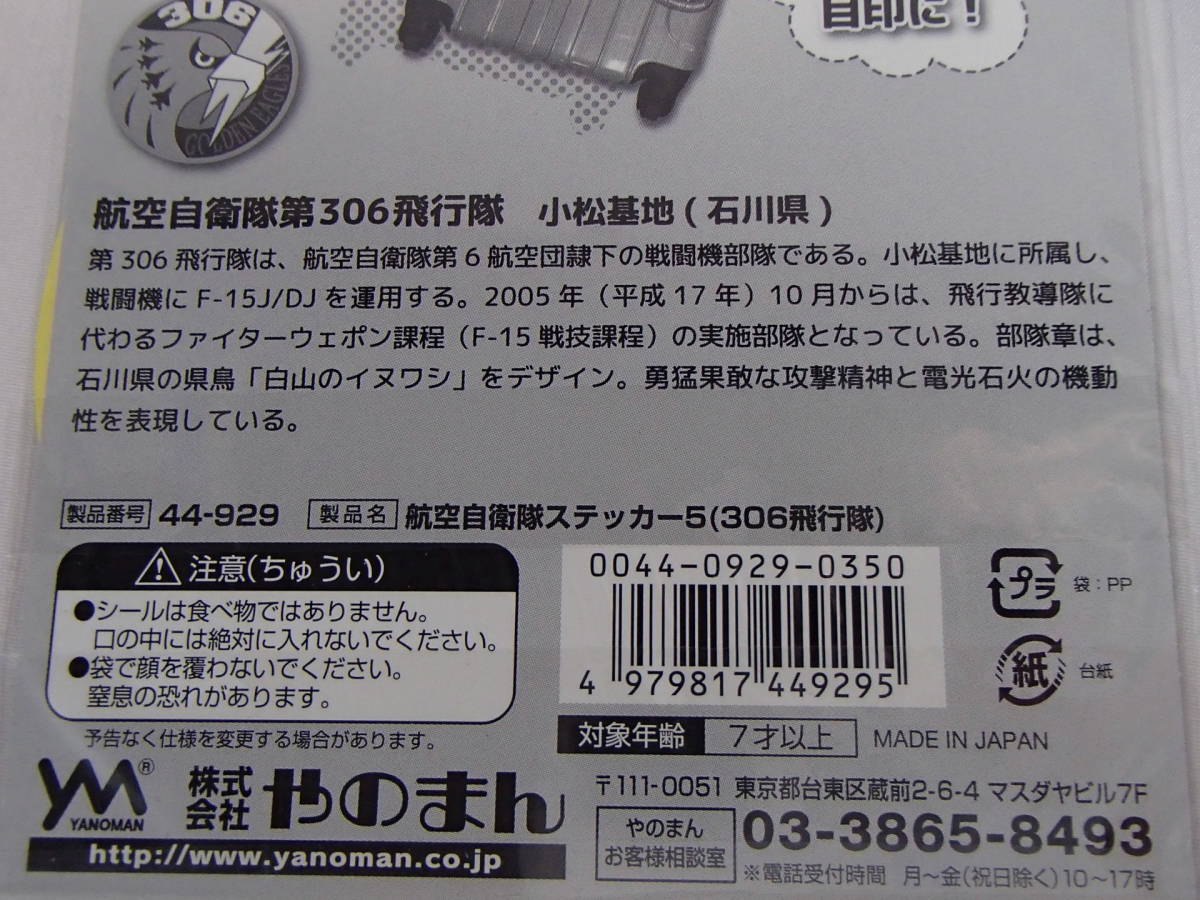 306
GOLDEN EAGLES
目印に！
航空自衛隊第306飛行隊　小松基地(石川県)
第306飛行隊は、航空自衛隊第6航空団隷下の戦闘機部隊である。小松基地に所属し、
戦闘機にF-15J/DJを運用する。2005年（平成17年）10月からは、飛行教導隊に
代わるファイターウェポン課程（F-15戦技課程）の実施部隊となっている。部隊章は、
石川県の県鳥「白山のイヌワシ」をデザイン。勇猛果敢な攻撃精神と電光石火の機動
性を表現している。
製品番号 44-929 製品名 航空自衛隊ステッカー5(306飛行隊)
注意(ちゅうい)
●シールは食べ物ではありません。
口の中には絶対に入れないでください。
●袋で顔を覆わないでください。
窒息の恐れがあります。
予告なく仕様を変更する場合があります。
0044-0929-0350
4 979817 449295
プラ 袋：PP
紙 台紙
対象年齢 7才以上 MADE IN JAPAN
YM® YANOMAN 株式会社 やのまん
http://www.yanoman.co.jp
〒111-0051 東京都台東区蔵前2-6-4 マスダヤビル7F
やのまん
お客様相談室
03-3865-8493
※電話受付時間　月〜金(祝日除く)10〜17時